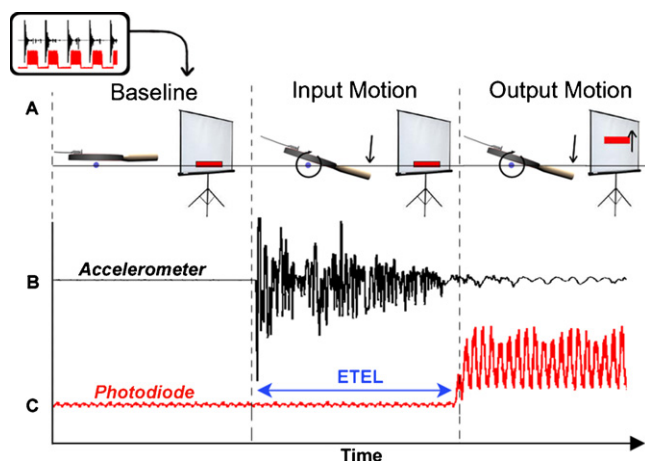 Baseline
Input Motion
Output Motion
A
Accelerometer
B
ETEL
Photodiode
C
Time